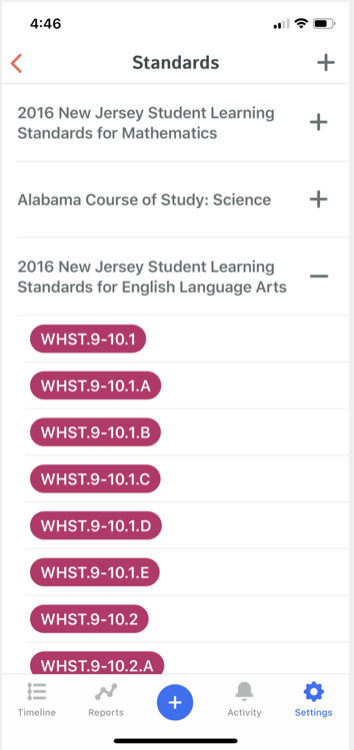 4:46
Standards
2016 New Jersey Student Learning
Standards for Mathematics
Alabama Course of Study: Science
2016 New Jersey Student Learning
Standards for English Language Arts
WHST.9-10.1
WHST.9-10.1.A
WHST.9-10.1.B
WHST.9-10.1.C
WHST.9-10.1.D
WHST.9-10.1.E
WHST.9-10.2
WHST.9-10.2.A
Timeline Reports Activity Settings